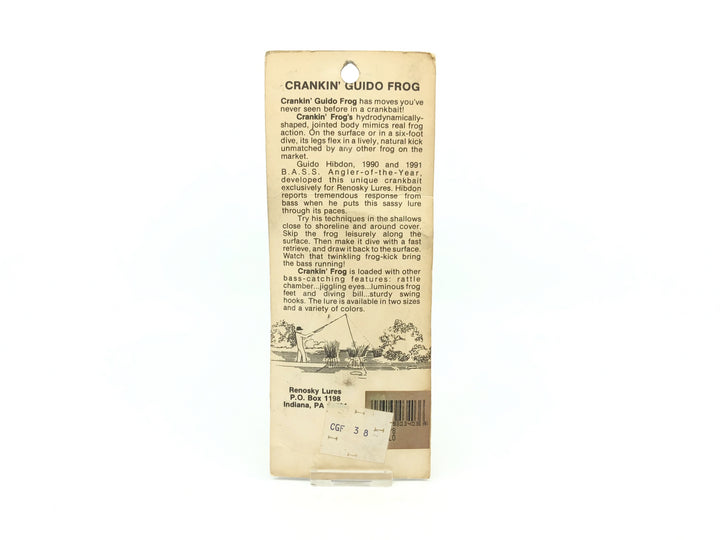 CRANKIN' GUIDO FROG
Crankin' Guido Frog has moves you've
never seen before in a crankbait!
Crankin' Frog's hydrodynamically-
shaped, jointed body mimics real frog
action. On the surface or in a six-foot
dive, its legs flex in a lively, natural kick
unmatched by any other frog on the
market.
Guido Hibdon, 1990 and 1991
B.A.S.S. Angler-of-the-Year,
developed this unique crankbait
exclusively for Renosky Lures. Hibdon
reports tremendous response from
bass when he puts this sassy lure
through its paces.
Try his techniques in the shallows
close to shoreline and around cover.
Skip the frog leisurely along the
surface. Then make it dive with a fast
retrieve, and draw it back to the surface.
Watch that twinkling frog-kick bring
the bass running!
Crankin' Frog is loaded with other
bass-catching features: rattle
chamber...jiggling eyes...luminous frog
feet and diving bill...sturdy swing
hooks. The lure is available in two sizes
and a variety of colors.
Renosky Lures
P.O. Box 1198
Indiana, PA
CGF 38